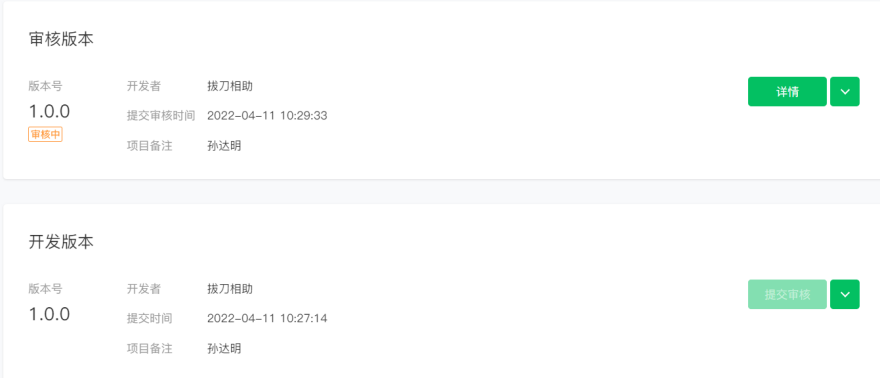 审核版本
版本号
开发者 拔刀相助
详情
1.0.0
提交审核时间 2022-04-11 10:29:33
审核中
项目备注 孙达明
开发版本
版本号
开发者 拔刀相助
提交审核
1.0.0
提交时间 2022-04-11 10:27:14
项目备注 孙达明